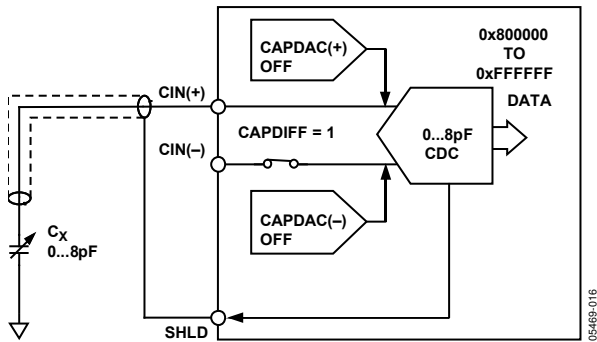 CAPDAC(+)
OFF
0x800000
TO
0xFFFFFF
DATA
CIN(+)
CAPDIFF = 1
0...8pF
CDC
CIN(–)
CAPDAC(–)
OFF
CX
0...8pF
SHLD
05469-016